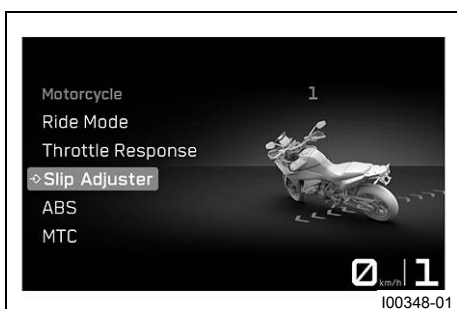 Motorcycle 1
Ride Mode
Throttle Response
Slip Adjuster
ABS
MTC
0 km/h 1
I00348-01